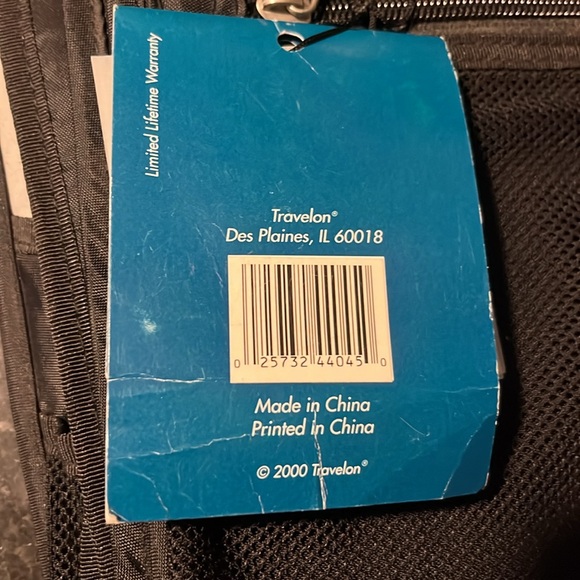 Limited Lifetime Warranty
Travelon®
Des Plaines, IL 60018
0 25732 44045 0
Made in China
Printed in China
© 2000 Travelon®